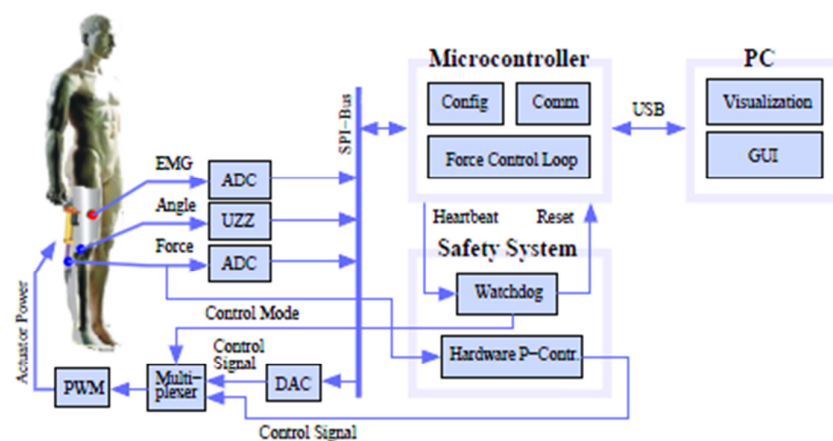 Microcontroller
PC
Config
Comm
Visualization
USB
SPI-Bus
Force Control Loop
GUI
EMG
ADC
Angle
UZZ
Heartbeat
Reset
Force
ADC
Safety System
Watchdog
Control Mode
Actuator Power
Hardware P-Contr.
Control
Signal
PWM
Multi-
plexer
DAC
Control Signal